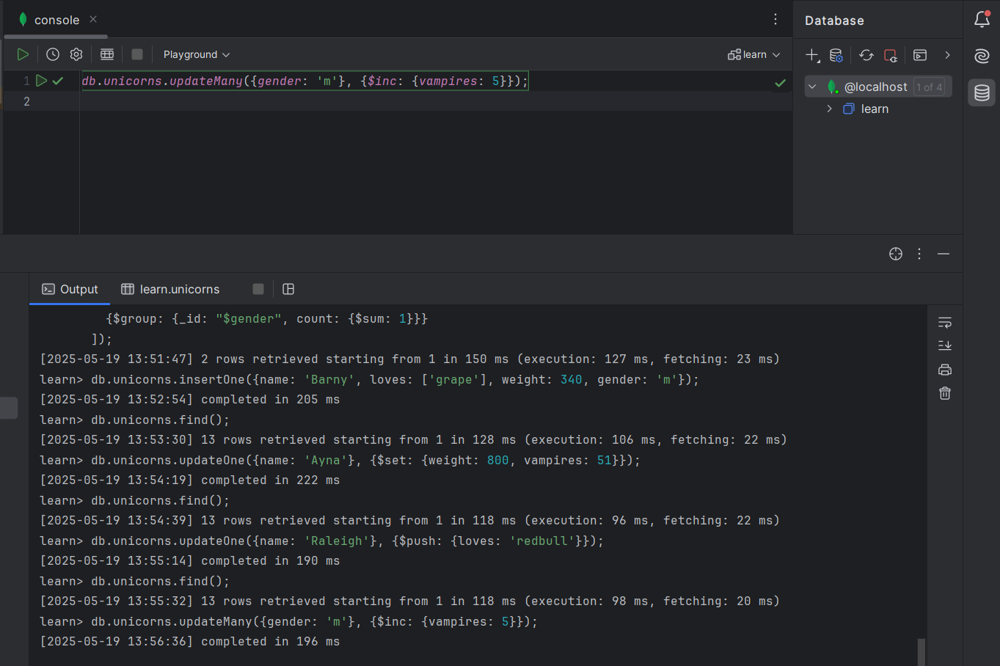 console
Database
Playground
learn
1 db.unicorns.updateMany({gender: 'm'}, {$inc: {vampires: 5}});
2
@localhost 1 of 4
learn
Output
learn.unicorns
{$group: {_id: "$gender", count: {$sum: 1}}}
]);
[2025-05-19 13:51:47] 2 rows retrieved starting from 1 in 150 ms (execution: 127 ms, fetching: 23 ms)
learn> db.unicorns.insertOne({name: 'Barny', loves: ['grape'], weight: 340, gender: 'm'});
[2025-05-19 13:52:54] completed in 205 ms
learn> db.unicorns.find();
[2025-05-19 13:53:30] 13 rows retrieved starting from 1 in 128 ms (execution: 106 ms, fetching: 22 ms)
learn> db.unicorns.updateOne({name: 'Ayna'}, {$set: {weight: 800, vampires: 51}});
[2025-05-19 13:54:19] completed in 222 ms
learn> db.unicorns.find();
[2025-05-19 13:54:39] 13 rows retrieved starting from 1 in 118 ms (execution: 96 ms, fetching: 22 ms)
learn> db.unicorns.updateOne({name: 'Raleigh'}, {$push: {loves: 'redbull'}});
[2025-05-19 13:55:14] completed in 190 ms
learn> db.unicorns.find();
[2025-05-19 13:55:32] 13 rows retrieved starting from 1 in 118 ms (execution: 98 ms, fetching: 20 ms)
learn> db.unicorns.updateMany({gender: 'm'}, {$inc: {vampires: 5}});
[2025-05-19 13:56:36] completed in 196 ms